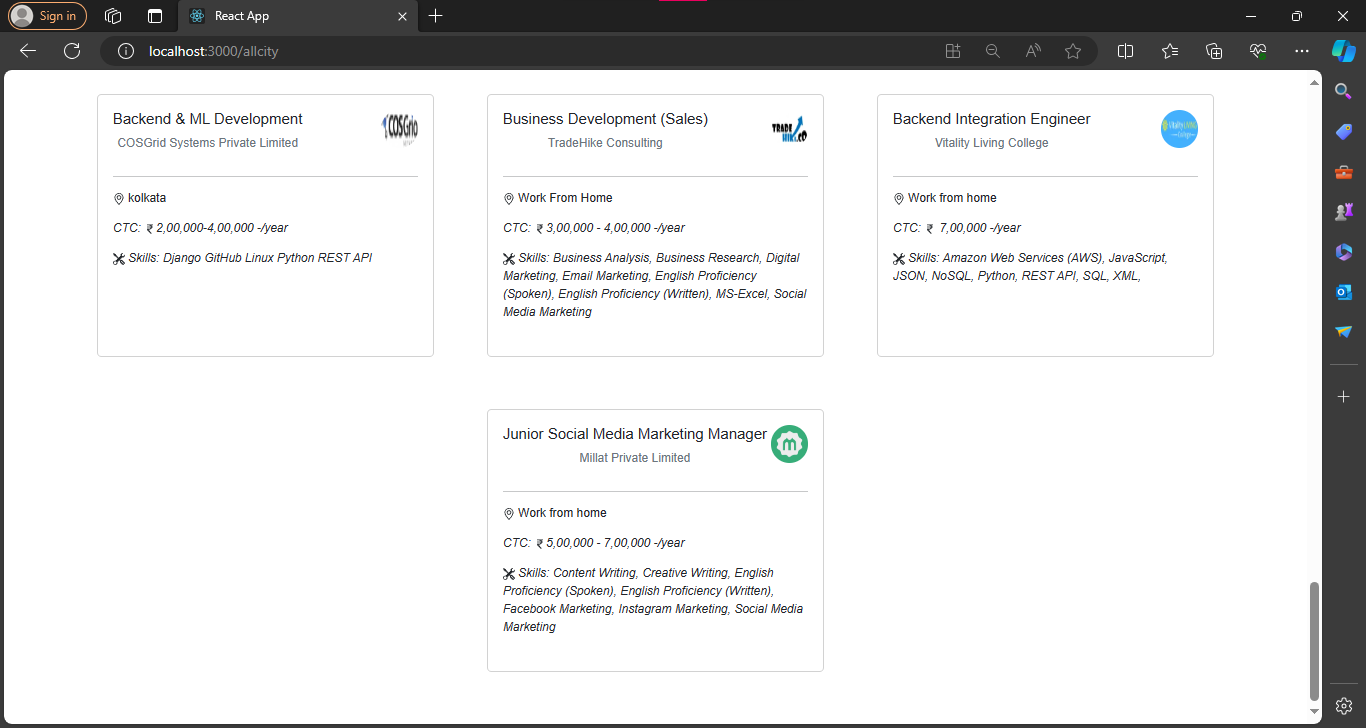 Sign in
React App
localhost:3000/allcity
Backend & ML Development
COSGrid Systems Private Limited
COSGrid
kolkata
CTC: ₹ 2,00,000-4,00,000 -/year
Skills: Django GitHub Linux Python REST API
Business Development (Sales)
TradeHike Consulting
TRADE
HIKE.CO
Work From Home
CTC: ₹ 3,00,000 - 4,00,000 -/year
Skills: Business Analysis, Business Research, Digital
Marketing, Email Marketing, English Proficiency
(Spoken), English Proficiency (Written), MS-Excel, Social
Media Marketing
Backend Integration Engineer
Vitality Living College
Work from home
CTC: ₹ 7,00,000 -/year
Skills: Amazon Web Services (AWS), JavaScript,
JSON, NoSQL, Python, REST API, SQL, XML,
Junior Social Media Marketing Manager
Millat Private Limited
m
Work from home
CTC: ₹ 5,00,000 - 7,00,000 -/year
Skills: Content Writing, Creative Writing, English
Proficiency (Spoken), English Proficiency (Written),
Facebook Marketing, Instagram Marketing, Social Media
Marketing